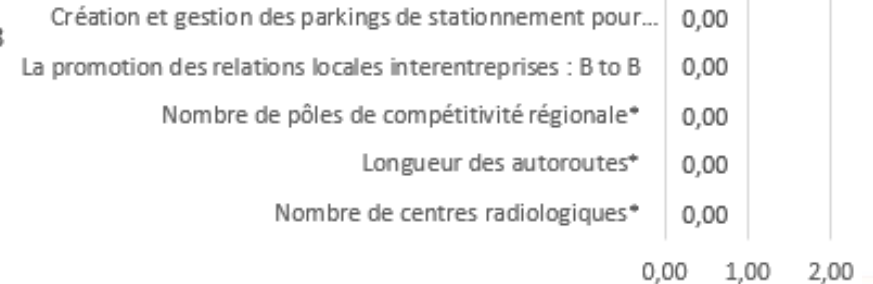 Création et gestion des parkings de stationnement pour... 0,00
La promotion des relations locales interentreprises : B to B 0,00
Nombre de pôles de compétitivité régionale* 0,00
Longueur des autoroutes* 0,00
Nombre de centres radiologiques* 0,00
0,00 1,00 2,00